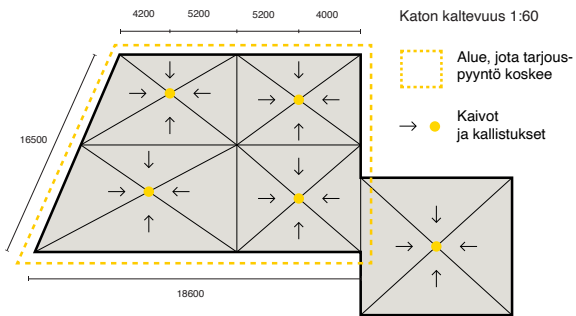 4200
5200
5200
4000
Katon kaltevuus 1:60
Alue, jota tarjous-
pyyntö koskee
Kaivot
ja kallistukset
16500
18600